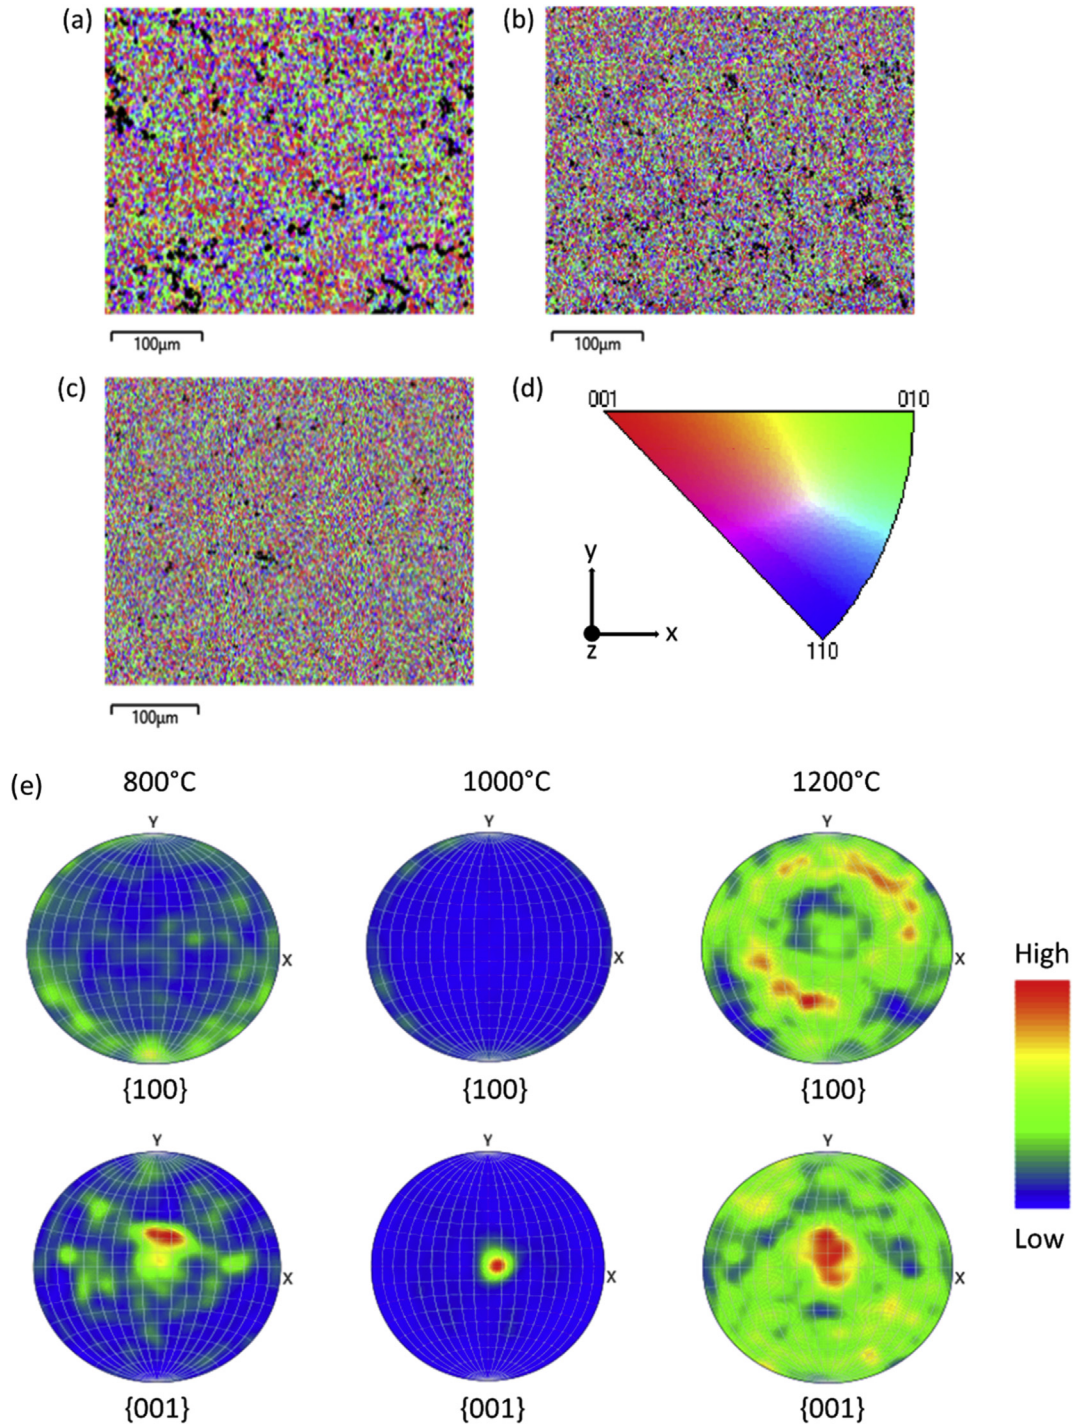 (a)
(b)
100μm
100μm
(c)
(d)
001
010
y
x
z
110
100μm
(e)
800°C
1000°C
1200°C
Y
Y
Y
X
X
X
{100}
{100}
{100}
High
Y
Y
Y
X
X
X
Low
{001}
{001}
{001}